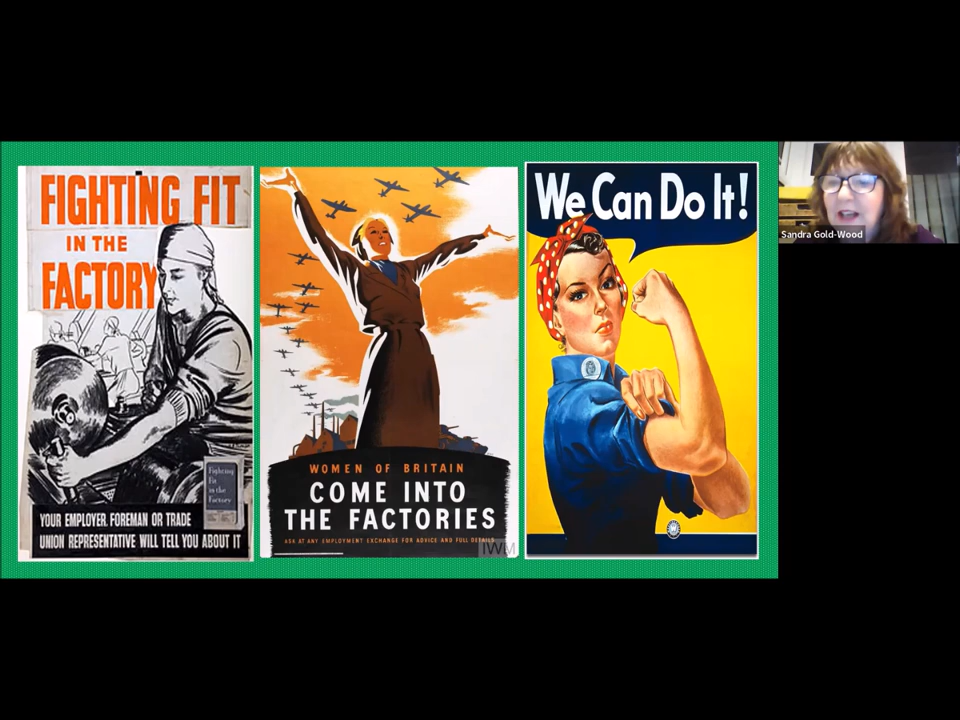 FIGHTING FIT
IN THE
FACTORY
Fighting
Fit
in the
Factory
YOUR EMPLOYER, FOREMAN OR TRADE
UNION REPRESENTATIVE WILL TELL YOU ABOUT IT
WOMEN OF BRITAIN
COME INTO
THE FACTORIES
ASK AT ANY EMPLOYMENT EXCHANGE FOR ADVICE AND FULL DETAILS
IWM
We Can Do It!
Sandra Gold-Wood